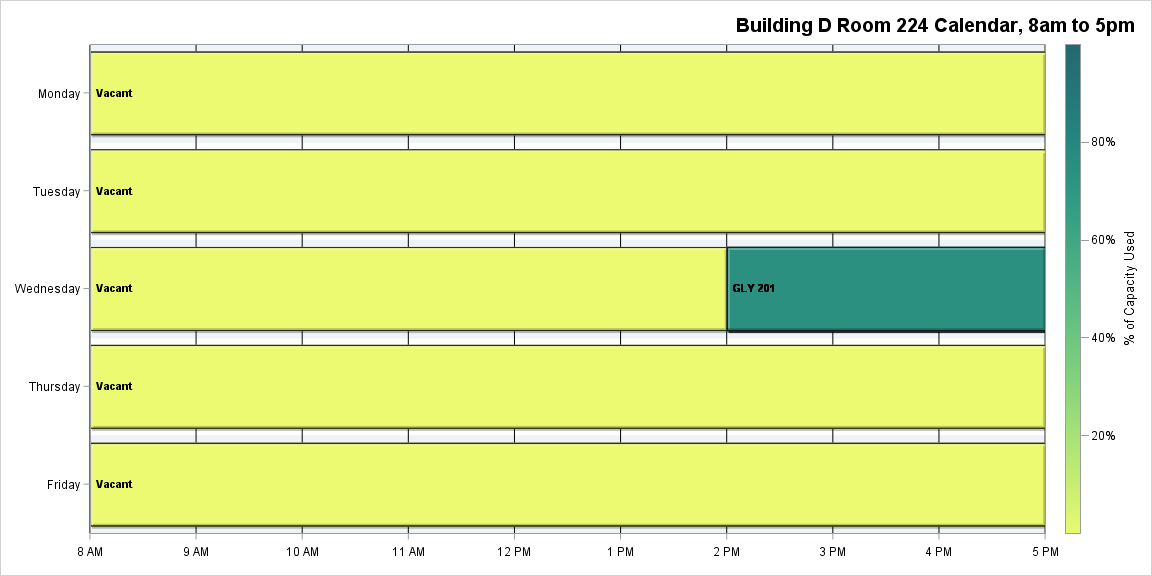 Building D Room 224 Calendar, 8am to 5pm
Monday
Vacant
Tuesday
Vacant
Wednesday
Vacant
GLY 201
Thursday
Vacant
Friday
Vacant
8 AM 9 AM 10 AM 11 AM 12 PM 1 PM 2 PM 3 PM 4 PM 5 PM
80%
60%
40%
20%
% of Capacity Used